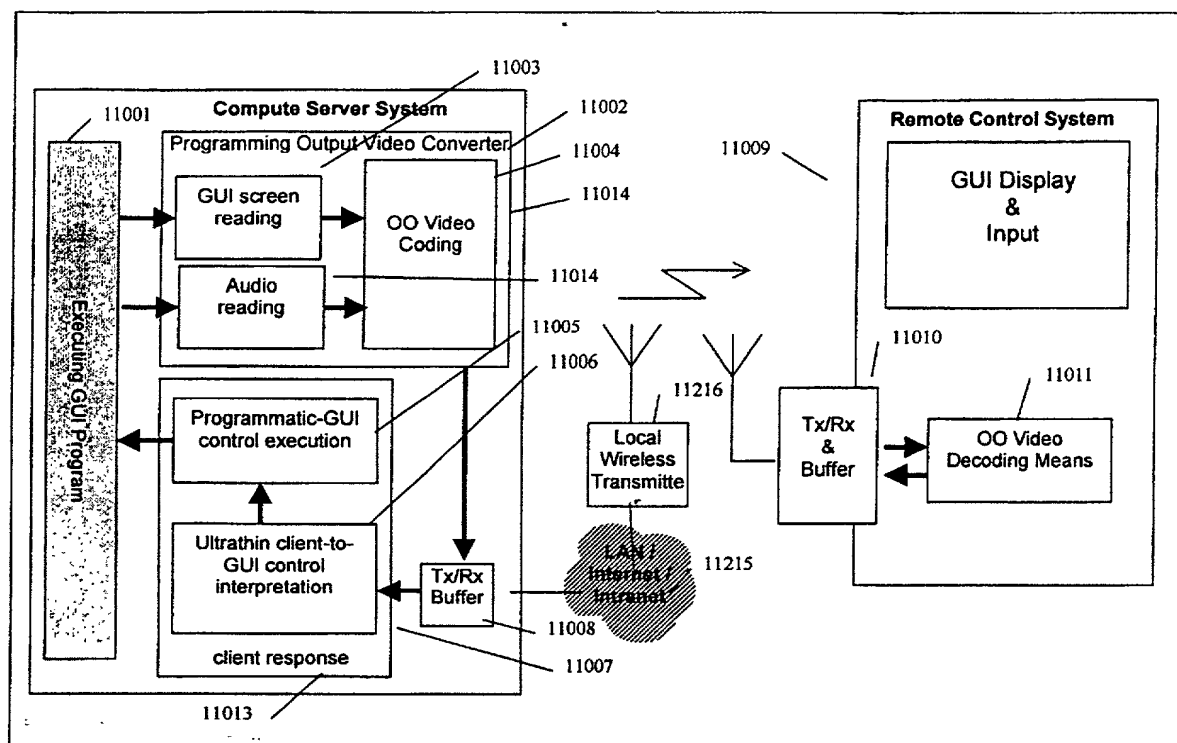 11003
Compute Server System
11001
11002
Programming Output Video Converter
11004
11014
GUI screen
reading
OO Video
Coding
Audio
reading
11014
11005
11006
Executing GUI Program
Programmatic-GUI
control execution
Ultrathin client-to-
GUI control
interpretation
Tx/Rx
Buffer
11008
client response
11007
11013
11216
Local
Wireless
Transmitte
r
LAN /
Internet /
Intranet
11215
11009
Remote Control System
GUI Display
&
Input
11010
11011
Tx/Rx
&
Buffer
OO Video
Decoding Means